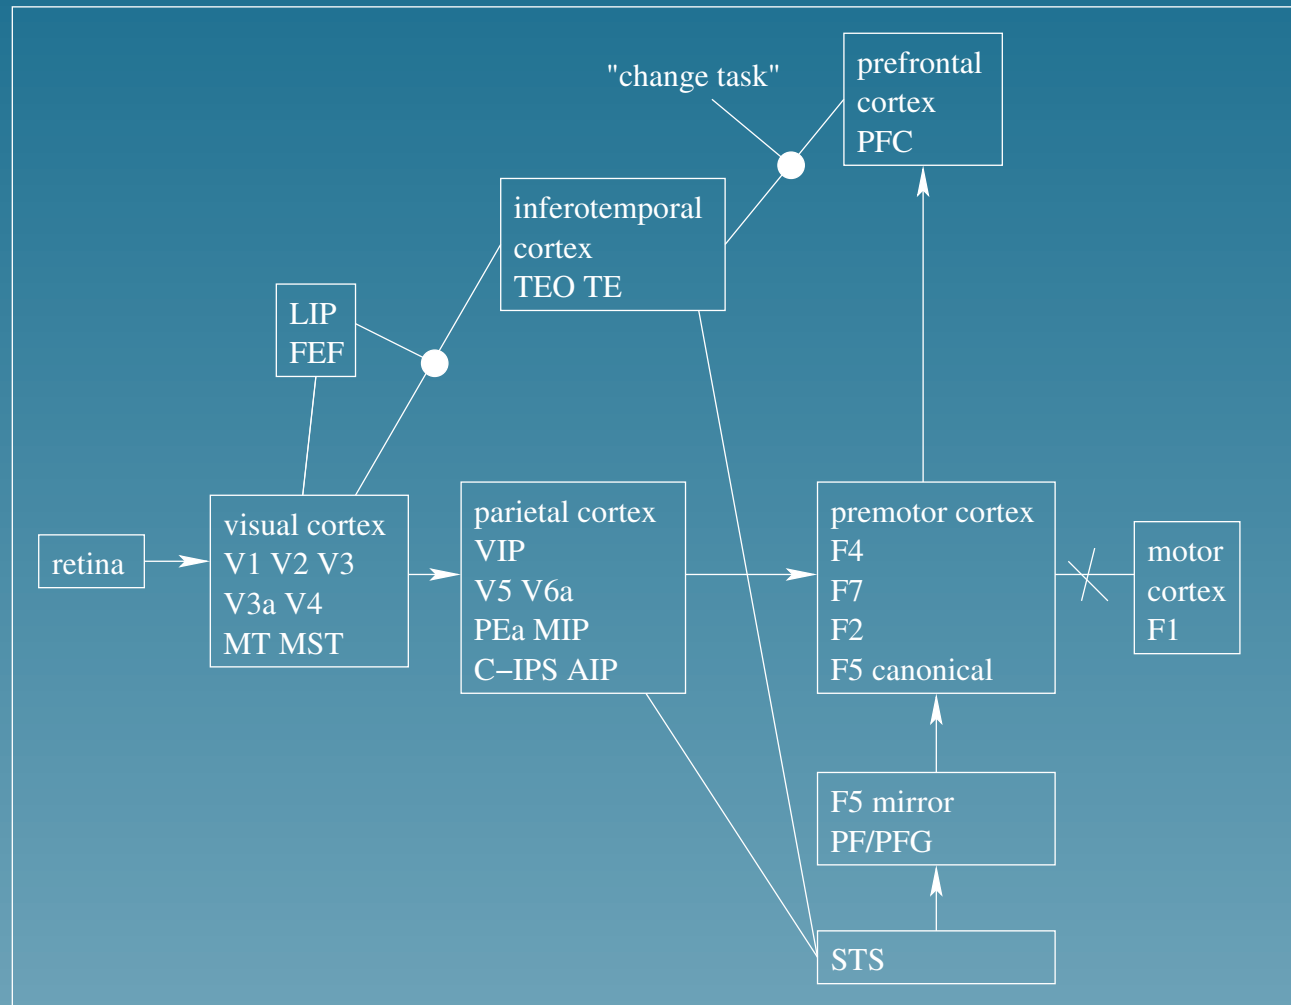 "change task"
prefrontal
cortex
PFC
inferotemporal
cortex
TEO TE
LIP
FEF
retina
visual cortex
V1 V2 V3
V3a V4
MT MST
parietal cortex
VIP
V5 V6a
PEa MIP
C−IPS AIP
premotor cortex
F4
F7
F2
F5 canonical
motor
cortex
F1
F5 mirror
PF/PFG
STS